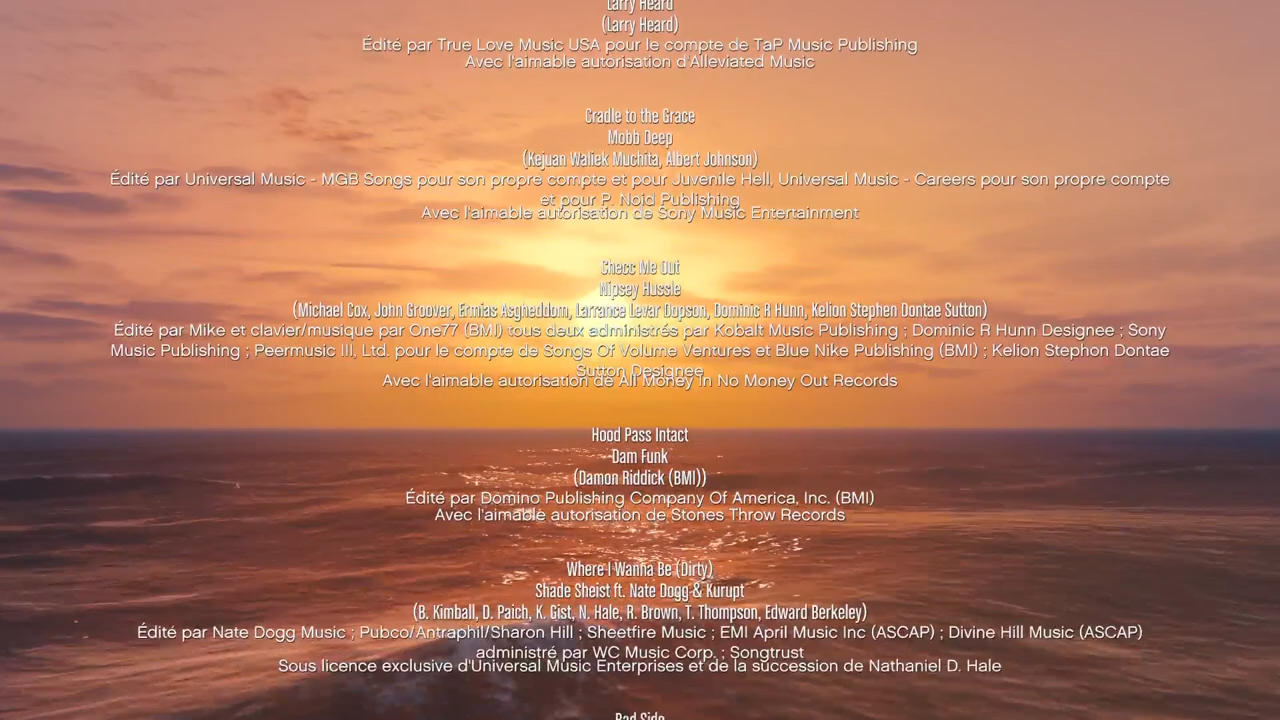 Larry Heard
(Larry Heard)
Édité par True Love Music USA pour le compte de TaP Music Publishing
Avec l'aimable autorisation d'Alleviated Music
Cradle to the Grace
Mobb Deep
(Kejuan Waliek Muchita, Albert Johnson)
Édité par Universal Music - MGB Songs pour son propre compte et pour Juvenile Hell, Universal Music - Careers pour son propre compte
et pour P. Noid Publishing
Avec l'aimable autorisation de Sony Music Entertainment
Checc Me Out
Nipsey Hussle
(Michael Cox, John Groover, Ermias Asgheddom, Larrance Levar Dopson, Dominic R Hunn, Kelion Stephen Dontae Sutton)
Édité par Mike et clavier/musique par One77 (BMI) tous deux administrés par Kobalt Music Publishing ; Dominic R Hunn Designee ; Sony
Music Publishing ; Peermusic III, Ltd. pour le compte de Songs Of Volume Ventures et Blue Nike Publishing (BMI) ; Kelion Stephon Dontae
Sutton Designee
Avec l'aimable autorisation de All Money In No Money Out Records
Hood Pass Intact
Dam Funk
(Damon Riddick (BMI))
Édité par Domino Publishing Company Of America, Inc. (BMI)
Avec l'aimable autorisation de Stones Throw Records
Where I Wanna Be (Dirty)
Shade Sheist ft. Nate Dogg & Kurupt
(B. Kimball, D. Paich, K. Gist, N. Hale, R. Brown, T. Thompson, Edward Berkeley)
Édité par Nate Dogg Music ; Pubco/Antraphil/Sharon Hill ; Sheetfire Music ; EMI April Music Inc (ASCAP) ; Divine Hill Music (ASCAP)
administré par WC Music Corp. ; Songtrust
Sous licence exclusive d'Universal Music Enterprises et de la succession de Nathaniel D. Hale
Bad Side